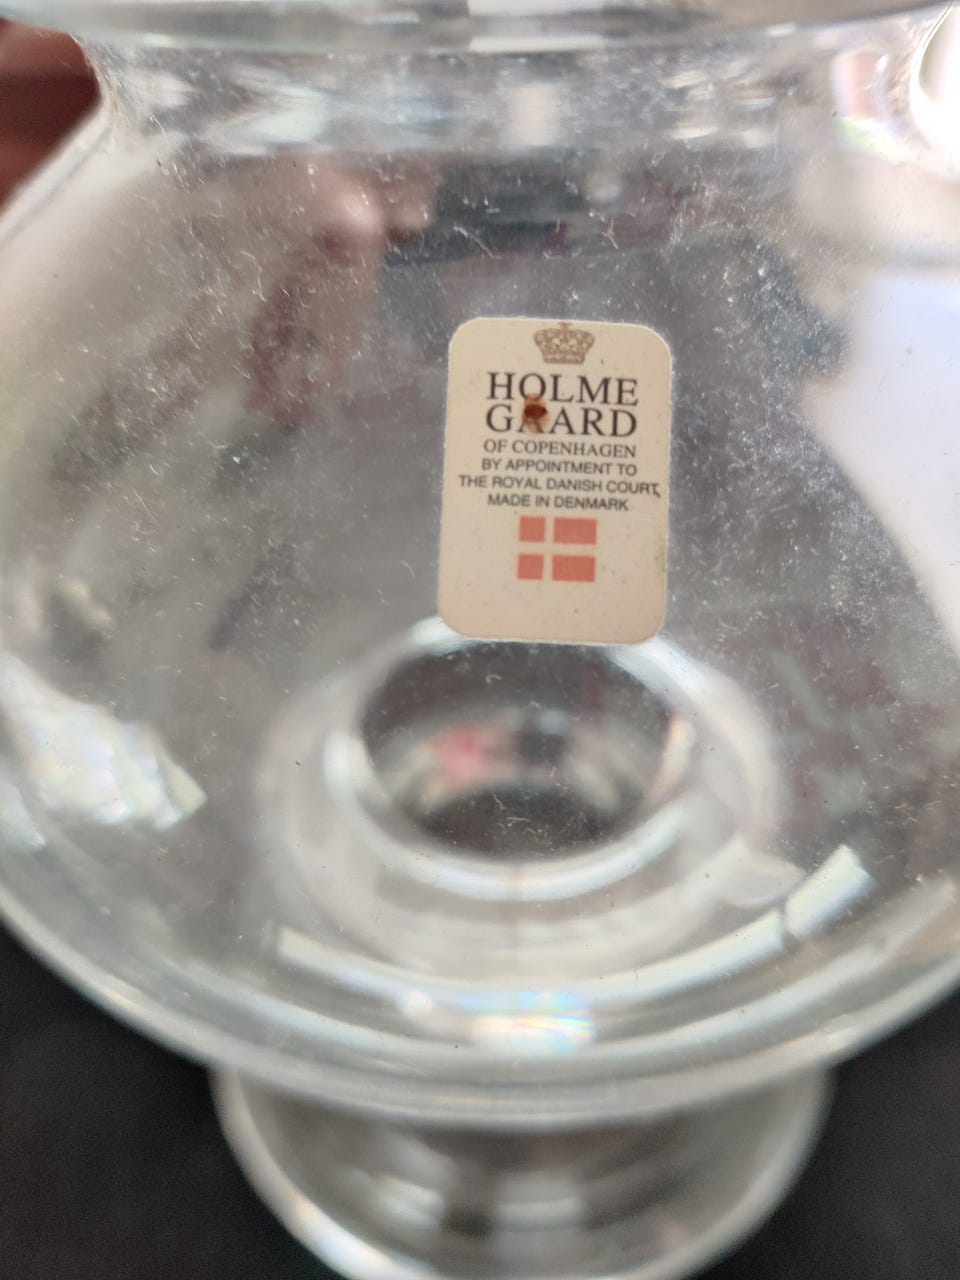 HOLME
GAARD
OF COPENHAGEN
BY APPOINTMENT TO
THE ROYAL DANISH COURT,
MADE IN DENMARK